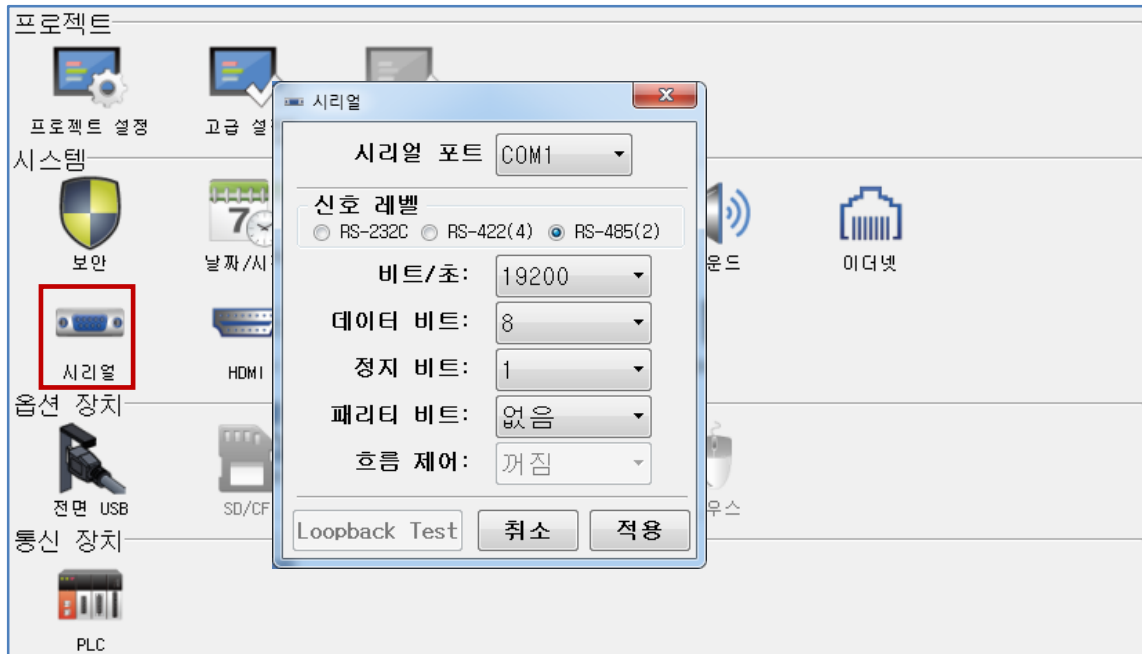 프로젝트
프로젝트 설정
고급 설
시스템
보안
날짜/시
운드
이더넷
시리얼
HDMI
옵션 장치
전면 USB
SD/CF
우스
통신 장치
PLC
시리얼
시리얼 포트 COM1
신호 레벨
RS-232C RS-422(4) RS-485(2)
비트/초: 19200
데이터 비트: 8
정지 비트: 1
패리티 비트: 없음
흐름 제어: 꺼짐
Loopback Test 취소 적용